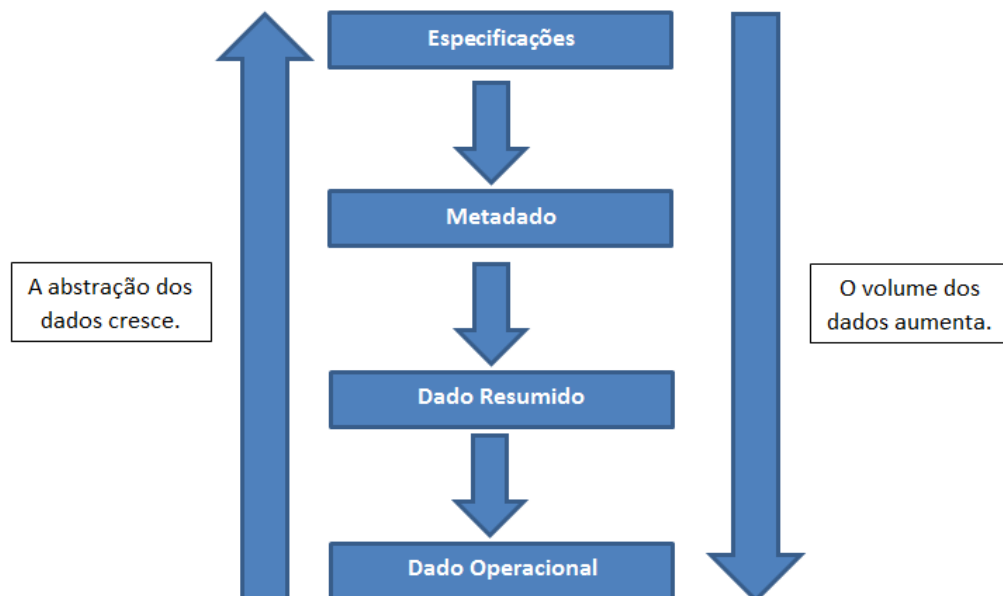 Especificações
Metadado
A abstração dos
dados cresce.
O volume dos
dados aumenta.
Dado Resumido
Dado Operacional